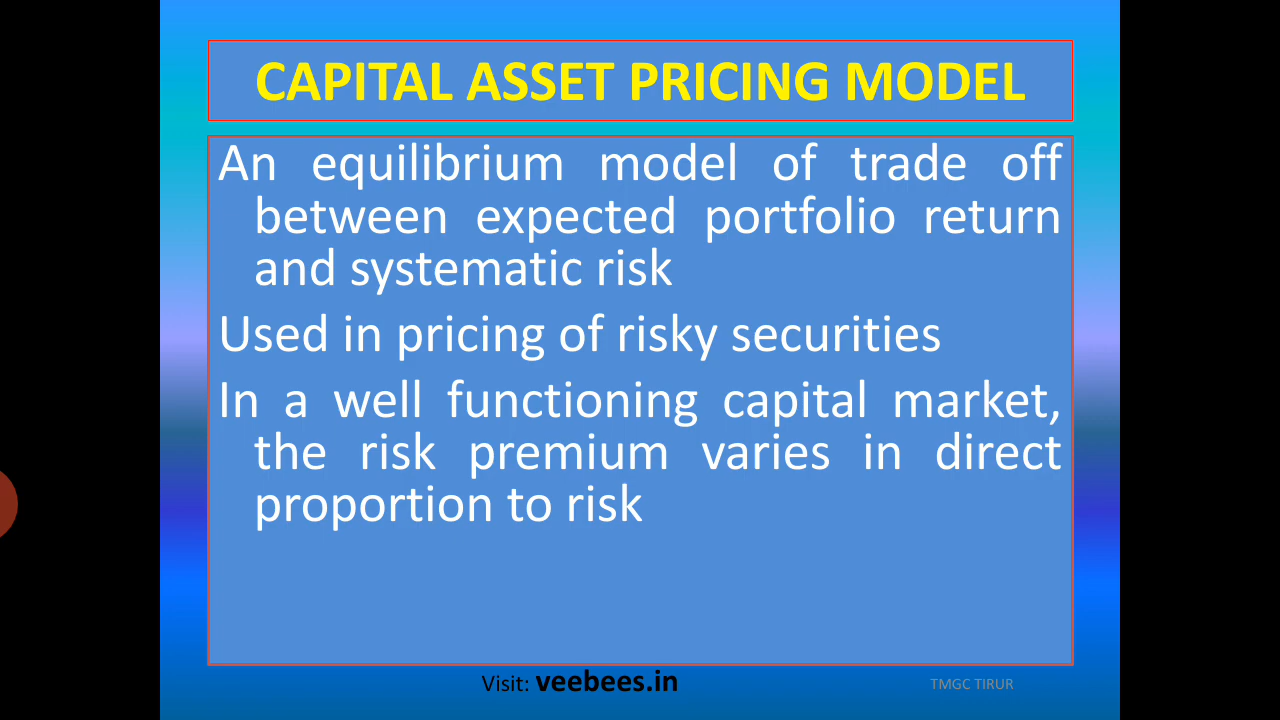 CAPITAL ASSET PRICING MODEL
An equilibrium model of trade off
between expected portfolio return
and systematic risk
Used in pricing of risky securities
In a well functioning capital market,
the risk premium varies in direct
proportion to risk
Visit: veebees.in
TMGC TIRUR